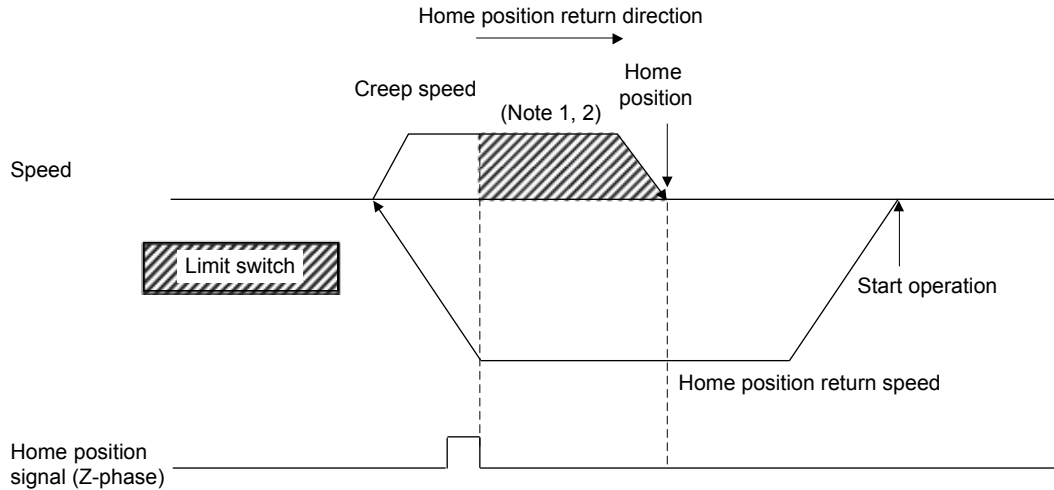 Home position return direction
Creep speed
Home
position
(Note 1, 2)
Speed
Limit switch
Start operation
Home position return speed
Home position
signal (Z-phase)